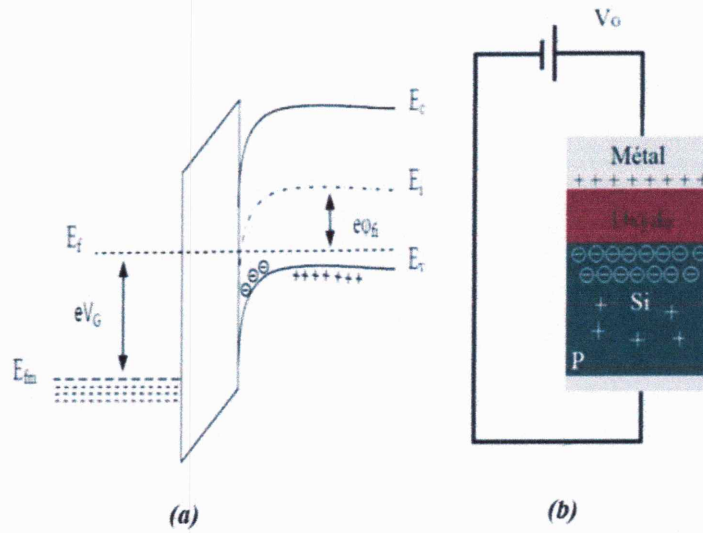 V_G
E_c
Métal
+ + + + + + + +
E_i
eφ_fi
E_f
E_v
+++++++
Si
eV_G
+ + + + +
P
E_fm
(a)
(b)